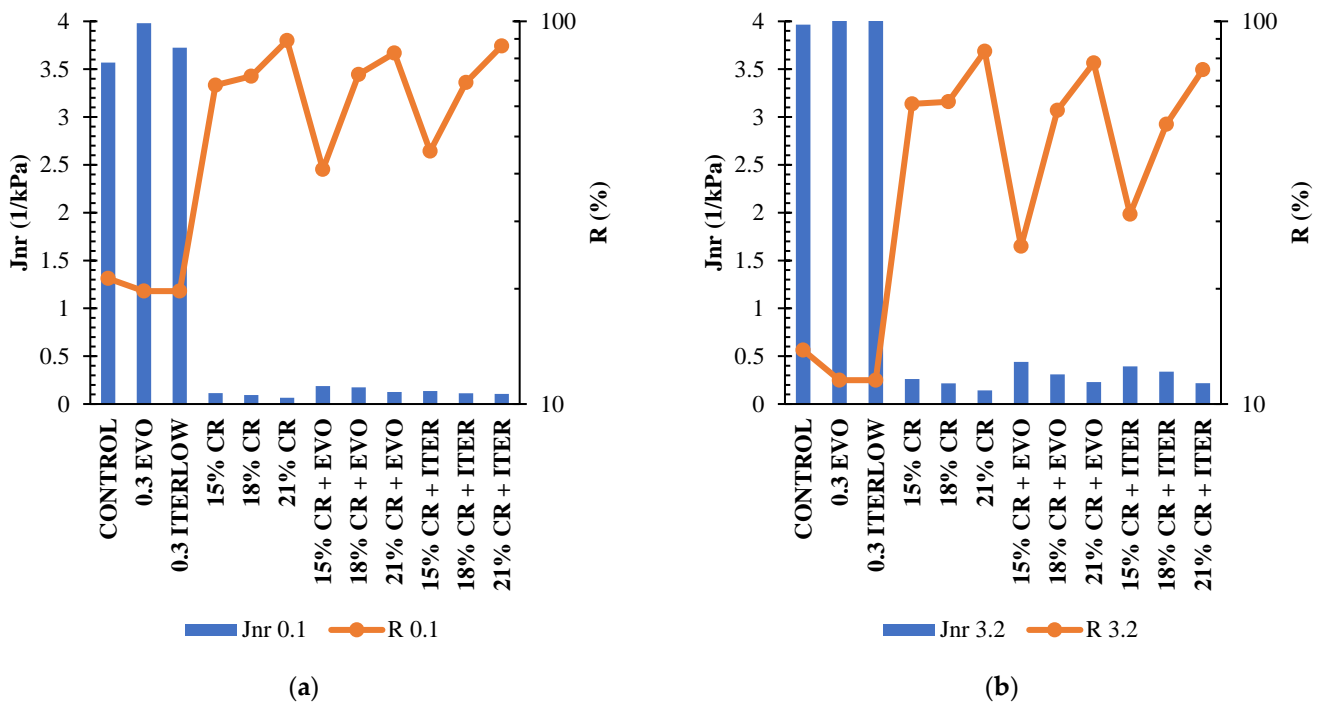 4
3.5
3
2.5
2
1.5
1
0.5
0
Jnr (1/kPa)
100
10
R (%)
CONTROL
0.3 EVO
0.3 ITERLOW
15% CR
18% CR
21% CR
15% CR + EVO
18% CR + EVO
21% CR + EVO
15% CR + ITER
18% CR + ITER
21% CR + ITER
Jnr 0.1 R 0.1
(a)
4
3.5
3
2.5
2
1.5
1
0.5
0
Jnr (1/kPa)
100
10
R (%)
CONTROL
0.3 EVO
0.3 ITERLOW
15% CR
18% CR
21% CR
15% CR + EVO
18% CR + EVO
21% CR + EVO
15% CR + ITER
18% CR + ITER
21% CR + ITER
Jnr 3.2 R 3.2
(b)